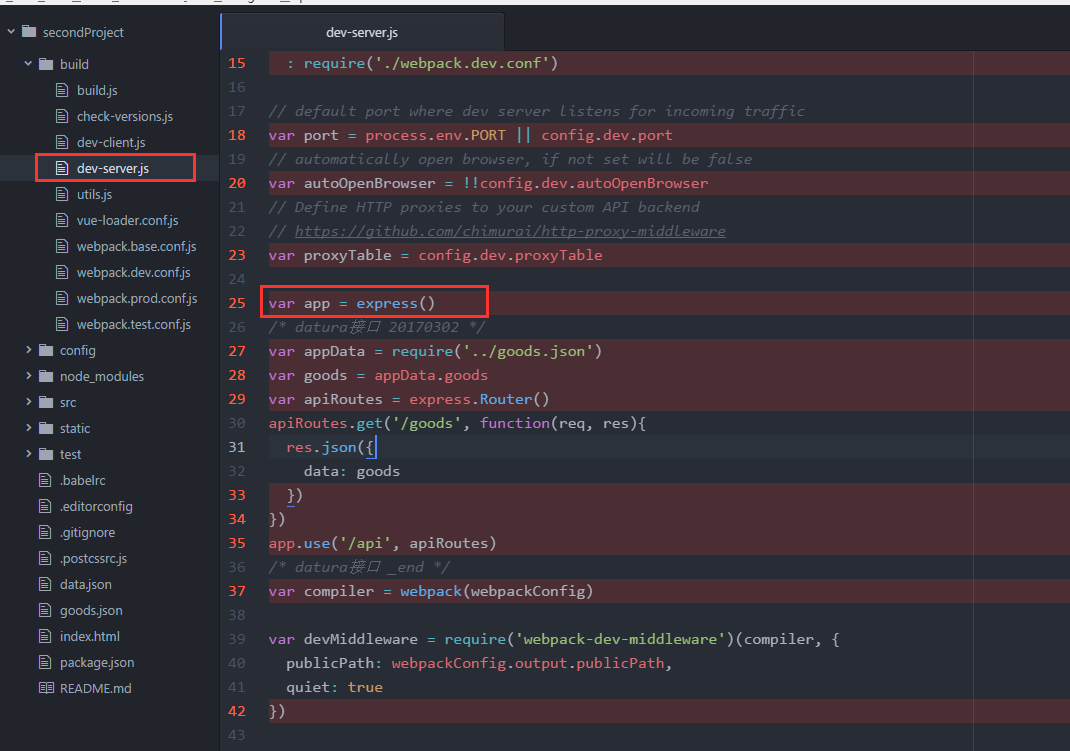 secondProject
build
build.js
check-versions.js
dev-client.js
dev-server.js
utils.js
vue-loader.conf.js
webpack.base.conf.js
webpack.dev.conf.js
webpack.prod.conf.js
webpack.test.conf.js
config
node_modules
src
static
test
.babelrc
.editorconfig
.gitignore
.postcssrc.js
data.json
goods.json
index.html
package.json
README.md
dev-server.js
15 : require('./webpack.dev.conf')
16
17 // default port where dev server listens for incoming traffic
18 var port = process.env.PORT || config.dev.port
19 // automatically open browser, if not set will be false
20 var autoOpenBrowser = !!config.dev.autoOpenBrowser
21 // Define HTTP proxies to your custom API backend
22 // https://github.com/chimurai/http-proxy-middleware
23 var proxyTable = config.dev.proxyTable
24
25 var app = express()
26 /* datura接口 20170302 */
27 var appData = require('../goods.json')
28 var goods = appData.goods
29 var apiRoutes = express.Router()
30 apiRoutes.get('/goods', function(req, res){
31 res.json({
32 data: goods
33 })
34 })
35 app.use('/api', apiRoutes)
36 /* datura接口 _end */
37 var compiler = webpack(webpackConfig)
38
39 var devMiddleware = require('webpack-dev-middleware')(compiler, {
40 publicPath: webpackConfig.output.publicPath,
41 quiet: true
42 })
43